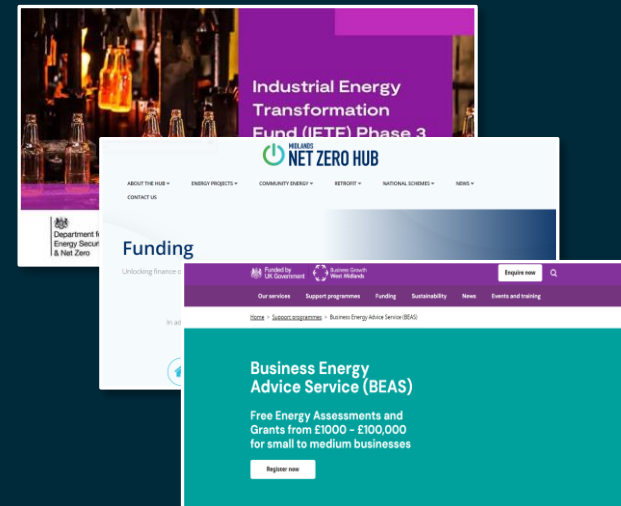 Industrial Energy
Transformation
Fund (IETF) Phase 3
Department f
Energy Secur
& Net Zero
MIDLANDS
NET ZERO HUB
ABOUT THE HUB
ENERGY PROJECTS
COMMUNITY ENERGY
RETROFIT
NATIONAL SCHEMES
NEWS
CONTACT US
Funding
Unlocking finance o
In ad
Funded by
UK Government
Business Growth
West Midlands
Enquire now
Our services Support programmes Funding Sustainability News Events and training
Home > Support programmes > Business Energy Advice Service (BEAS)
Business Energy
Advice Service (BEAS)
Free Energy Assessments and
Grants from £1000 - £100,000
for small to medium businesses
Register now